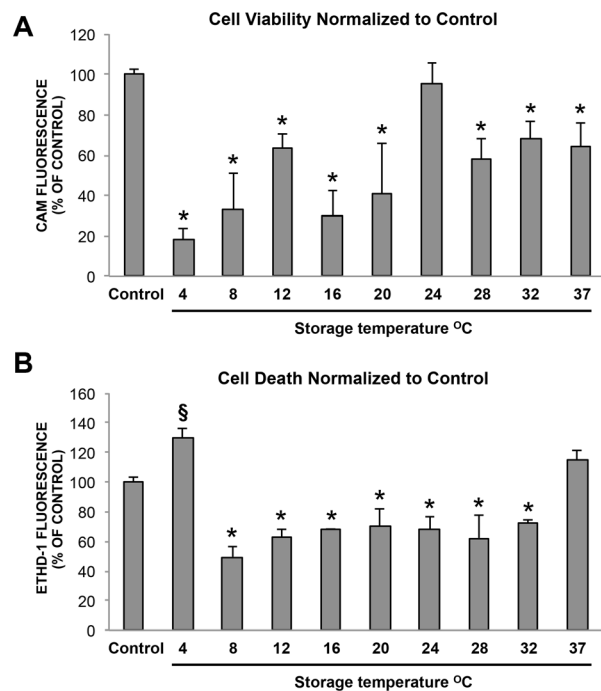 A
Cell Viability Normalized to Control
CAM FLUORESCENCE
(% OF CONTROL)
120
100
80
60
40
20
0
* * * * * * * *
Control 4 8 12 16 20 24 28 32 37
Storage temperature ºC
B
Cell Death Normalized to Control
ETHD-1 FLUORESCENCE
(% OF CONTROL)
160
140
120
100
80
60
40
20
0
§ * * * * * * *
Control 4 8 12 16 20 24 28 32 37
Storage temperature ºC